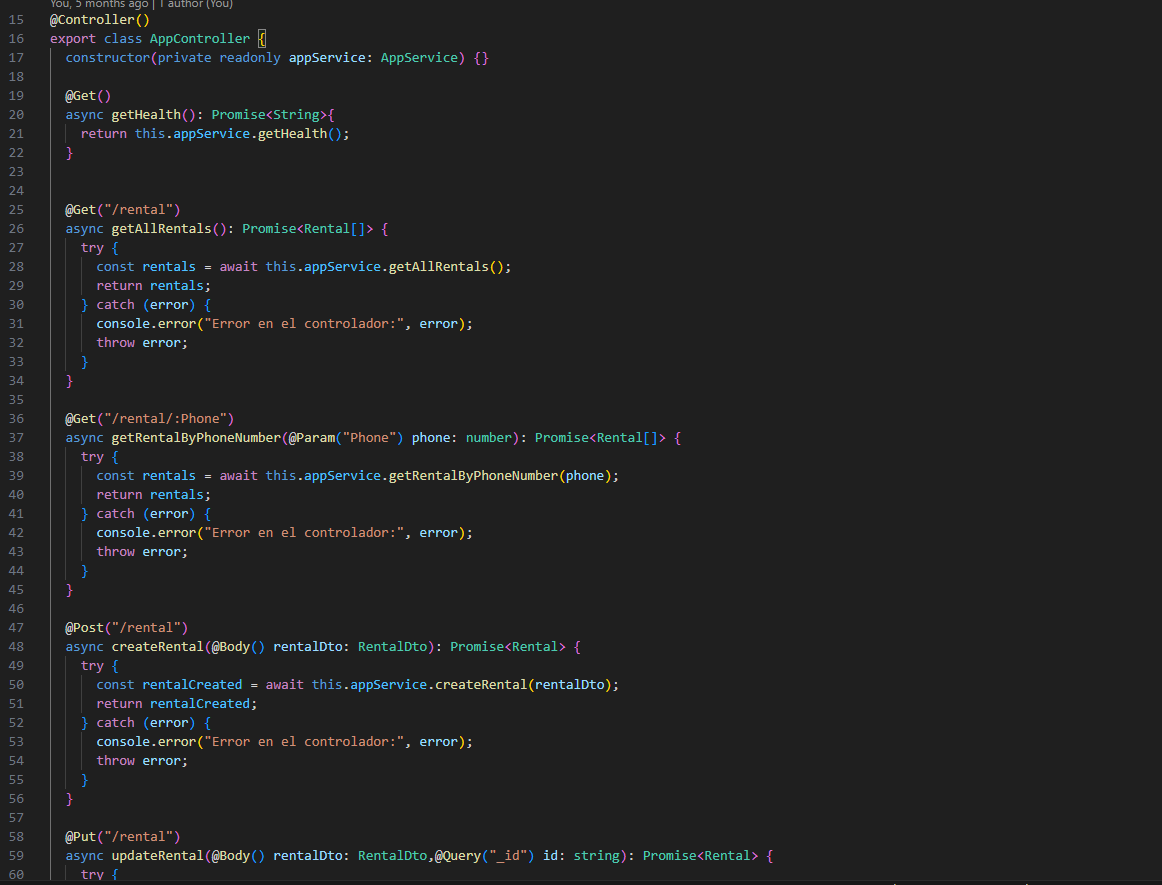 You, 5 months ago | 1 author (You)
15 @Controller()
16 export class AppController {
17 constructor(private readonly appService: AppService) {}
18
19 @Get()
20 async getHealth(): Promise<String>{
21 return this.appService.getHealth();
22 }
23
24
25 @Get("/rental")
26 async getAllRentals(): Promise<Rental[]> {
27 try {
28 const rentals = await this.appService.getAllRentals();
29 return rentals;
30 } catch (error) {
31 console.error("Error en el controlador:", error);
32 throw error;
33 }
34 }
35
36 @Get("/rental/:Phone")
37 async getRentalByPhoneNumber(@Param("Phone") phone: number): Promise<Rental[]> {
38 try {
39 const rentals = await this.appService.getRentalByPhoneNumber(phone);
40 return rentals;
41 } catch (error) {
42 console.error("Error en el controlador:", error);
43 throw error;
44 }
45 }
46
47 @Post("/rental")
48 async createRental(@Body() rentalDto: RentalDto): Promise<Rental> {
49 try {
50 const rentalCreated = await this.appService.createRental(rentalDto);
51 return rentalCreated;
52 } catch (error) {
53 console.error("Error en el controlador:", error);
54 throw error;
55 }
56 }
57
58 @Put("/rental")
59 async updateRental(@Body() rentalDto: RentalDto,@Query("_id") id: string): Promise<Rental> {
60 try {